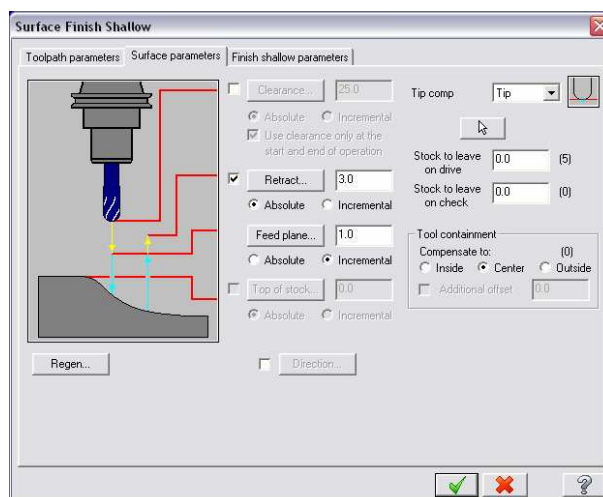 Surface Finish Shallow
Toolpath parameters Surface parameters Finish shallow parameters
Clearance... 25.0
Absolute Incremental
Use clearance only at the
start and end of operation
Retract... 3.0
Absolute Incremental
Feed plane... 1.0
Absolute Incremental
Top of stock... 0.0
Absolute Incremental
Tip comp Tip
Stock to leave
on drive 0.0 (5)
Stock to leave
on check 0.0 (0)
Tool containment
Compensate to: (0)
Inside Center Outside
Additional offset 0.0
Regen... Direction...